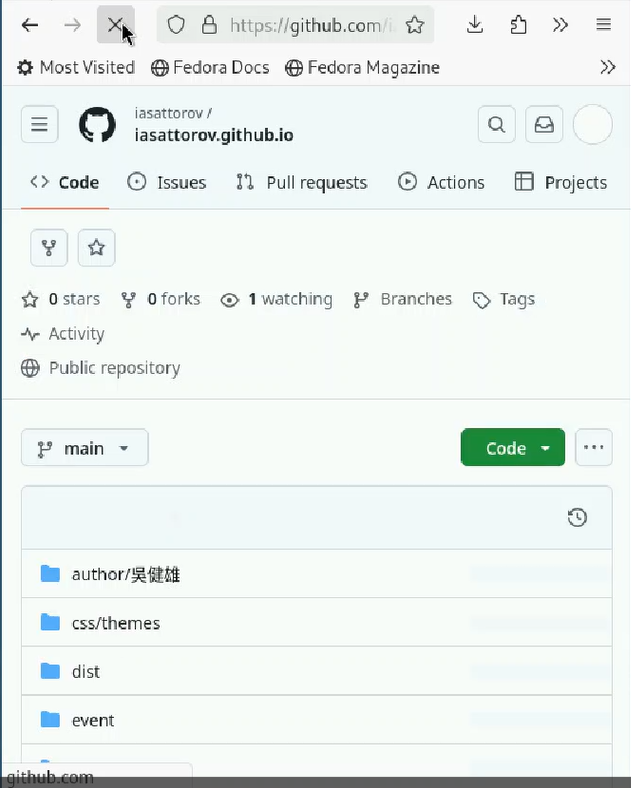 https://github.com/i
Most Visited Fedora Docs Fedora Magazine
iasattorov /
iasattorov.github.io
Code Issues Pull requests Actions Projects
0 stars 0 forks 1 watching Branches Tags
Activity
Public repository
main Code
author/吳健雄
css/themes
dist
event
github.com